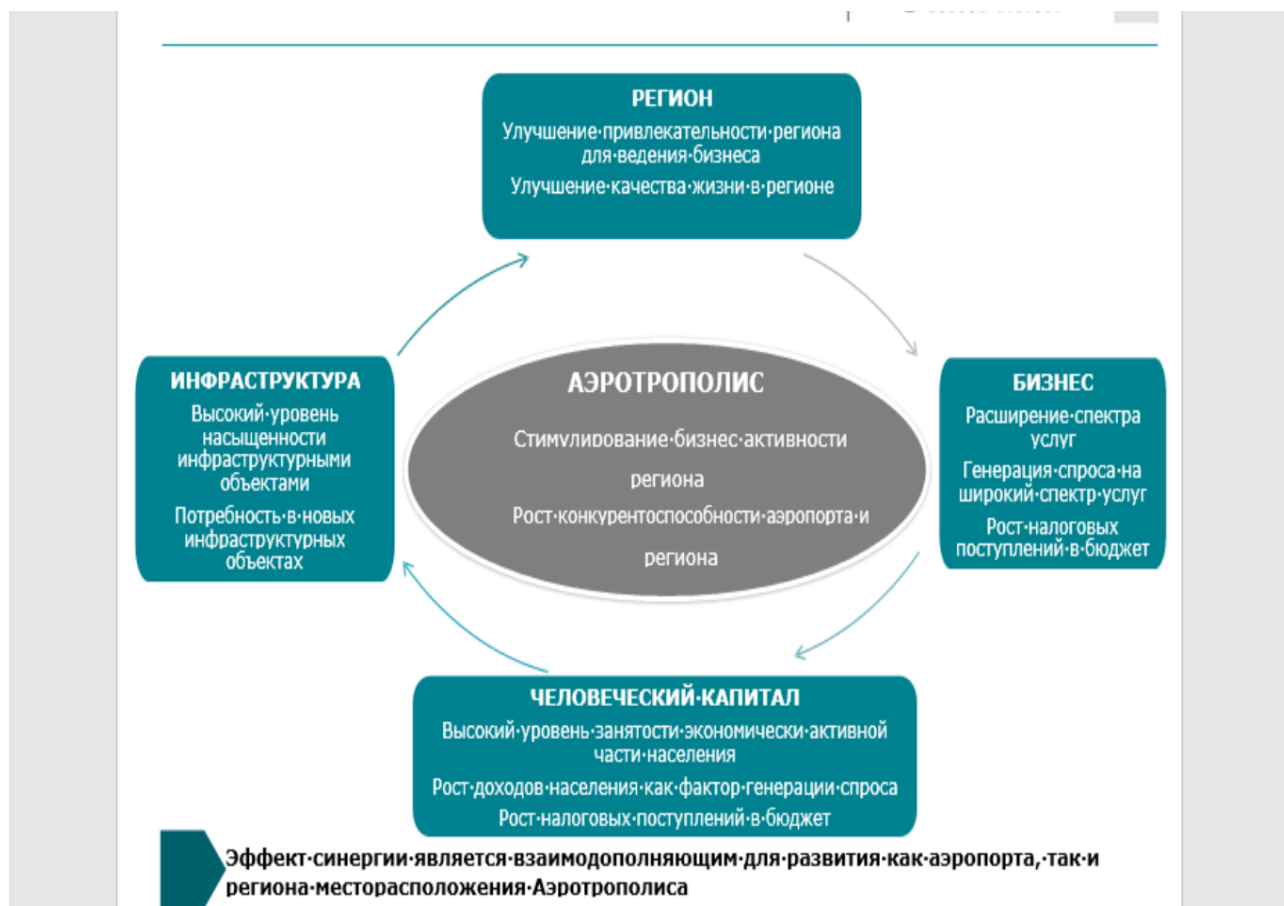 РЕГИОН
Улучшение·привлекательности·региона
для·ведения·бизнеса
Улучшение·качества·жизни·в·регионе
ИНФРАСТРУКТУРА
Высокий·уровень
насыщенности
инфраструктурными
объектами
Потребность·в·новых
инфраструктурных
объектах
АЭРОТРОПОЛИС
Стимулирование·бизнес·активности
региона
Рост·конкурентоспособности·аэропорта·и
региона
БИЗНЕС
Расширение·спектра
услуг
Генерация·спроса·на
широкий·спектр·услуг
Рост·налоговых
поступлений·в·бюджет
ЧЕЛОВЕЧЕСКИЙ·КАПИТАЛ
Высокий·уровень·занятости·экономически·активной
части·населения
Рост·доходов·населения·как·фактор·генерации·спроса
Рост·налоговых·поступлений·в·бюджет
Эффект·синергии·является·взаимодополняющим·для·развития·как·аэропорта,·так·и
региона·месторасположения·Аэротрополиса